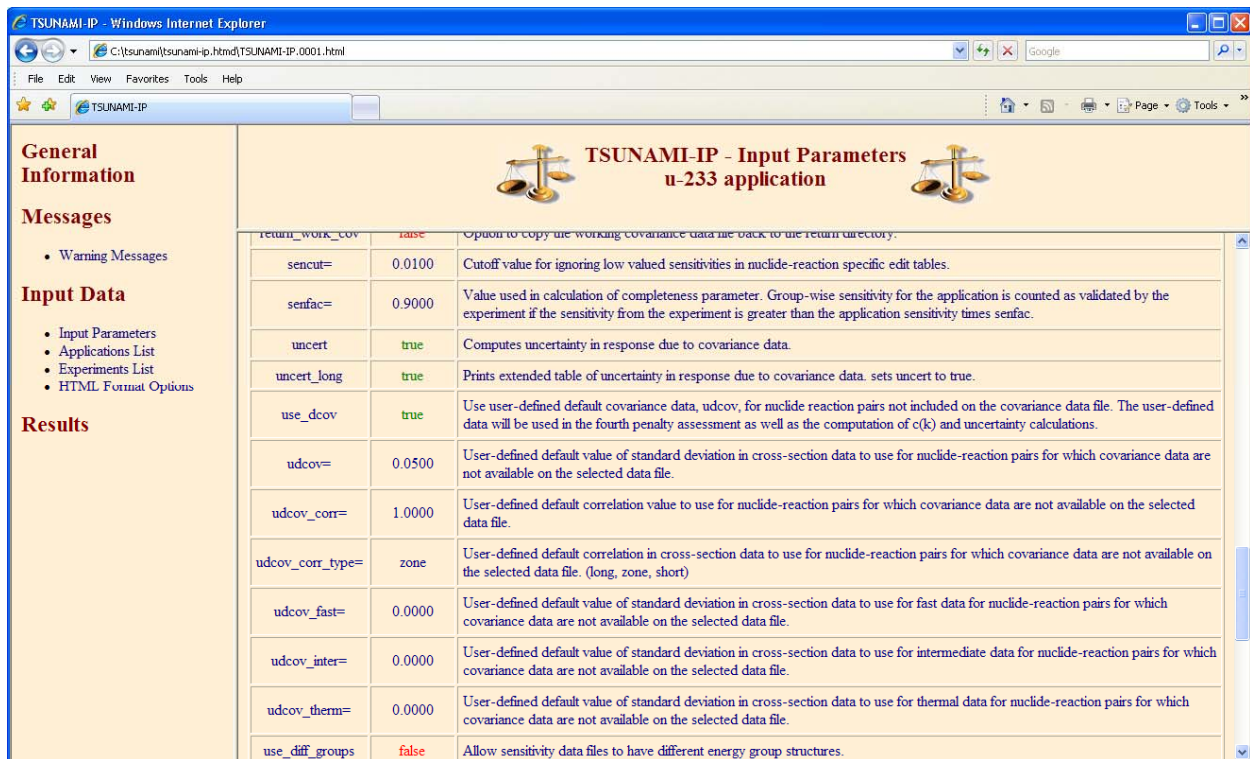 TSUNAMI-IP - Windows Internet Explorer
C:\tsunami\tsunami-ip.htmd\TSUNAMI-IP.0001.html
Google
File Edit View Favorites Tools Help
TSUNAMI-IP
Page Tools
General
Information
Messages
Warning Messages
Input Data
Input Parameters
Applications List
Experiments List
HTML Format Options
Results
TSUNAMI-IP - Input Parameters
u-233 application
return_work_cov false Option to copy the working covariance data file back to the return directory.
sencut= 0.0100 Cutoff value for ignoring low valued sensitivities in nuclide-reaction specific edit tables.
senfac= 0.9000 Value used in calculation of completeness parameter. Group-wise sensitivity for the application is counted as validated by the
experiment if the sensitivity from the experiment is greater than the application sensitivity times senfac.
uncert true Computes uncertainty in response due to covariance data.
uncert_long true Prints extended table of uncertainty in response due to covariance data. sets uncert to true.
use_dcov true Use user-defined default covariance data, udcov, for nuclide reaction pairs not included on the covariance data file. The user-defined
data will be used in the fourth penalty assessment as well as the computation of c(k) and uncertainty calculations.
udcov= 0.0500 User-defined default value of standard deviation in cross-section data to use for nuclide-reaction pairs for which covariance data are
not available on the selected data file.
udcov_corr= 1.0000 User-defined default correlation value to use for nuclide-reaction pairs for which covariance data are not available on the selected
data file.
udcov_corr_type= zone User-defined default correlation in cross-section data to use for nuclide-reaction pairs for which covariance data are not available on
the selected data file. (long, zone, short)
udcov_fast= 0.0000 User-defined default value of standard deviation in cross-section data to use for fast data for nuclide-reaction pairs for which
covariance data are not available on the selected data file.
udcov_inter= 0.0000 User-defined default value of standard deviation in cross-section data to use for intermediate data for nuclide-reaction pairs for which
covariance data are not available on the selected data file.
udcov_therm= 0.0000 User-defined default value of standard deviation in cross-section data to use for thermal data for nuclide-reaction pairs for which
covariance data are not available on the selected data file.
use_diff_groups false Allow sensitivity data files to have different energy group structures.